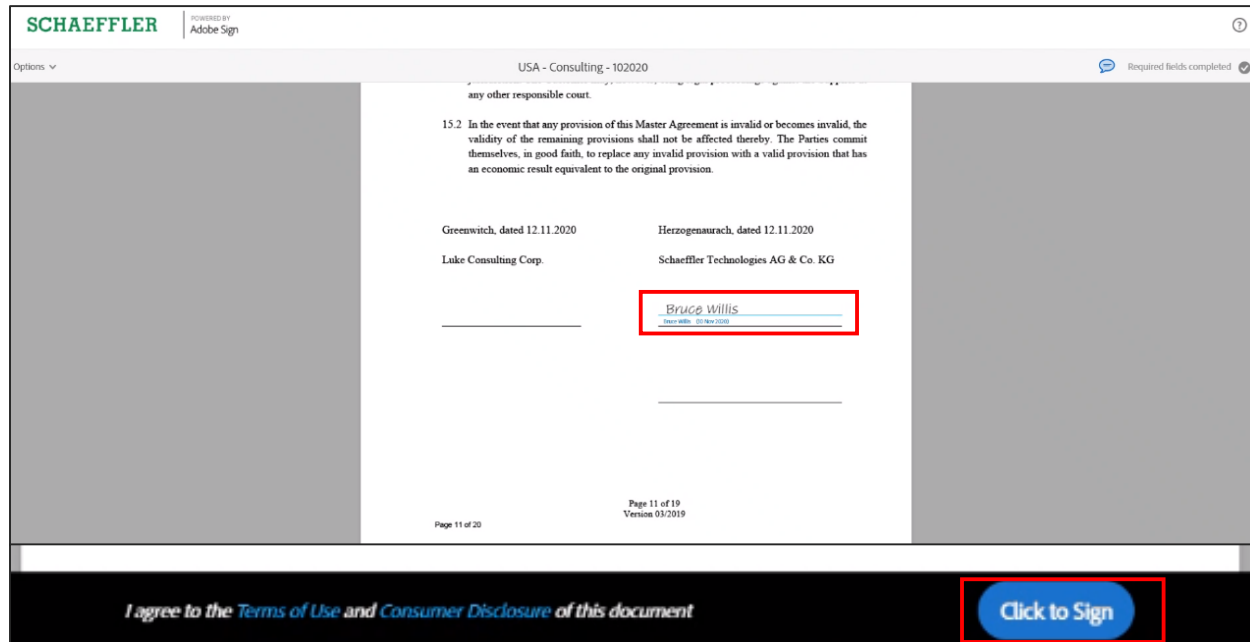 SCHAEFFLER
POWERED BY
Adobe Sign
Options
USA - Consulting - 102020
Required fields completed
any other responsible court.
15.2 In the event that any provision of this Master Agreement is invalid or becomes invalid, the
validity of the remaining provisions shall not be affected thereby. The Parties commit
themselves, in good faith, to replace any invalid provision with a valid provision that has
an economic result equivalent to the original provision.
Greenwitch, dated 12.11.2020
Herzogenaurach, dated 12.11.2020
Luke Consulting Corp.
Schaeffler Technologies AG & Co. KG
Bruce Willis
Bruce Willis (10 Nov 2020)
Page 11 of 19
Version 03/2019
Page 11 of 20
I agree to the Terms of Use and Consumer Disclosure of this document
Click to Sign